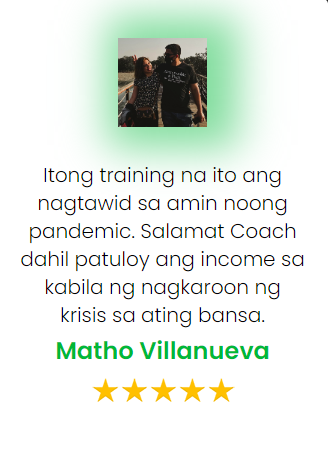 Itong training na ito ang
nagtawid sa amin noong
pandemic. Salamat Coach
dahil patuloy ang income sa
kabila ng nagkaroon ng
krisis sa ating bansa.
Matho Villanueva